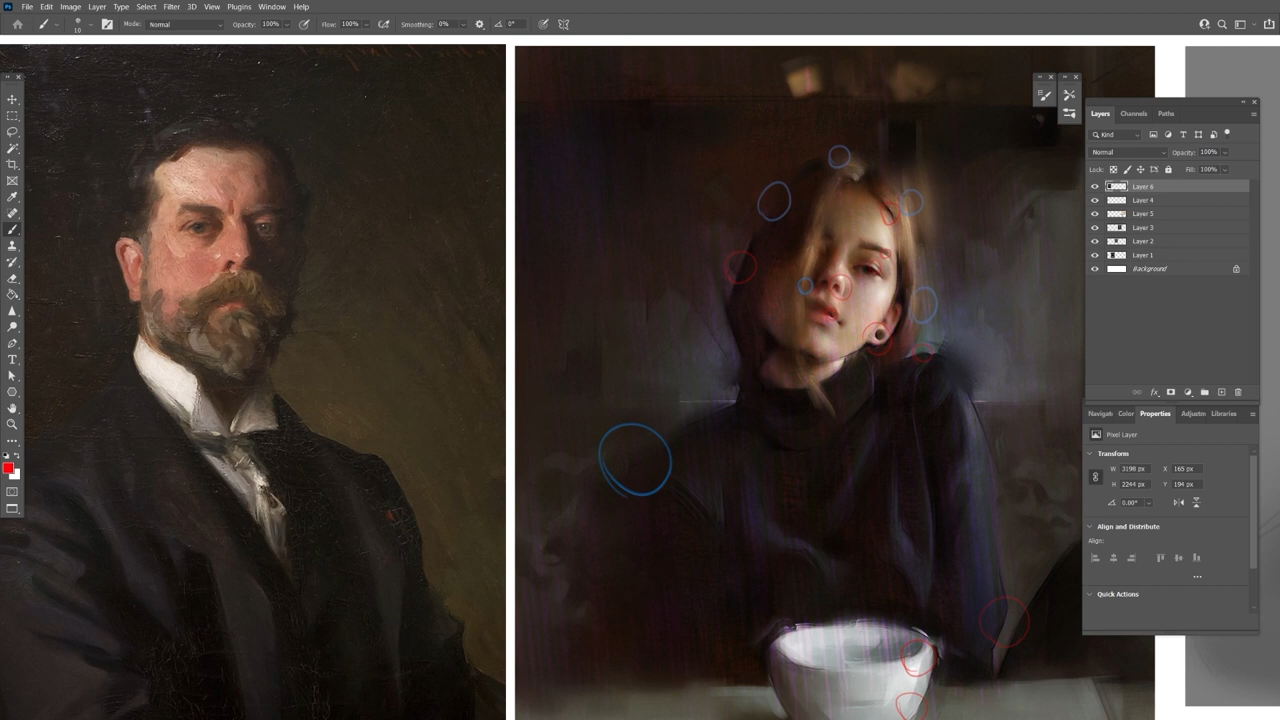 Ps File Edit Image Layer Type Select Filter 3D View Plugins Window Help
10 Mode: Normal Opacity: 100% Flow: 100% Smoothing: 0% 0°
Layers Channels Paths
Kind
Normal Opacity: 100%
Lock: Fill: 100%
Layer 6
Layer 4
Layer 5
Layer 3
Layer 2
Layer 1
Background
Navigat Color Properties Adjustm Libraries
Pixel Layer
Transform
W 3198 px X 165 px
H 2244 px Y 194 px
0.00°
Align and Distribute
Align:
Quick Actions